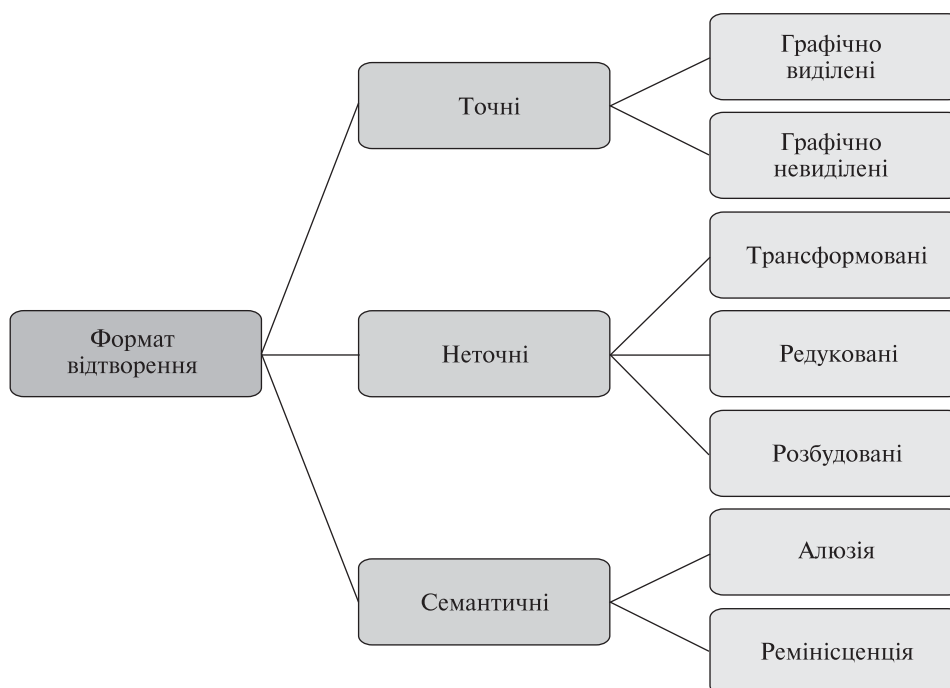 Формат
відтворення
Точні
Графічно
виділені
Графічно
невиділені
Неточні
Трансформовані
Редуковані
Розбудовані
Семантичні
Алюзія
Ремінісценція